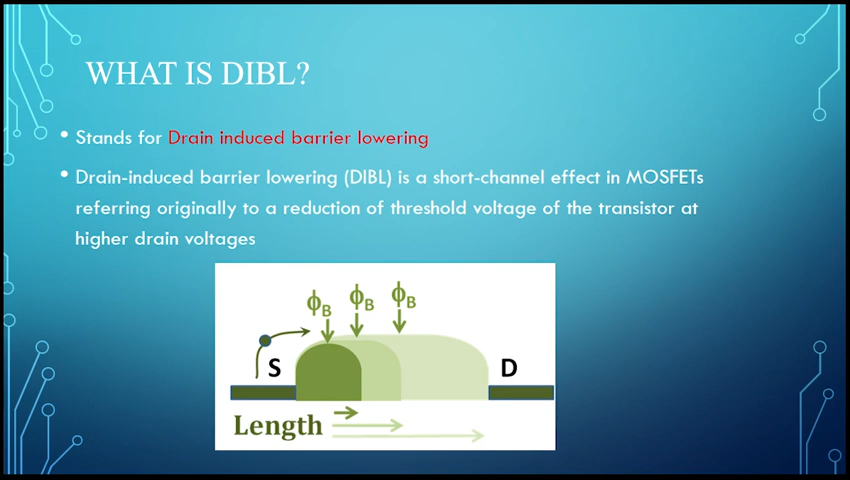 WHAT IS DIBL?
• Stands for Drain induced barrier lowering
• Drain-induced barrier lowering (DIBL) is a short-channel effect in MOSFETs
referring originally to a reduction of threshold voltage of the transistor at
higher drain voltages
ϕB ϕB ϕB
S D
Length